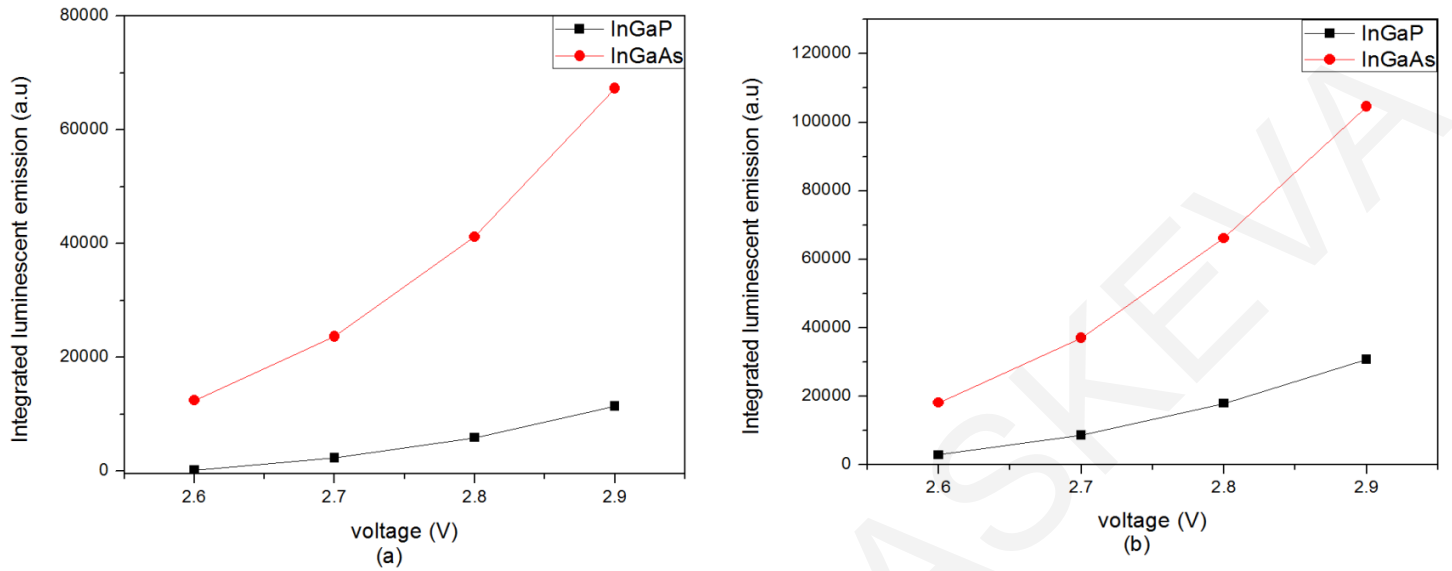 80000
60000
40000
20000
0
Integrated luminescent emission (a.u)
InGaP
InGaAs
2.6 2.7 2.8 2.9
voltage (V)
(a)
120000
100000
80000
60000
40000
20000
0
Integrated luminescent emission (a.u)
InGaP
InGaAs
2.6 2.7 2.8 2.9
voltage (V)
(b)
ASKEVA